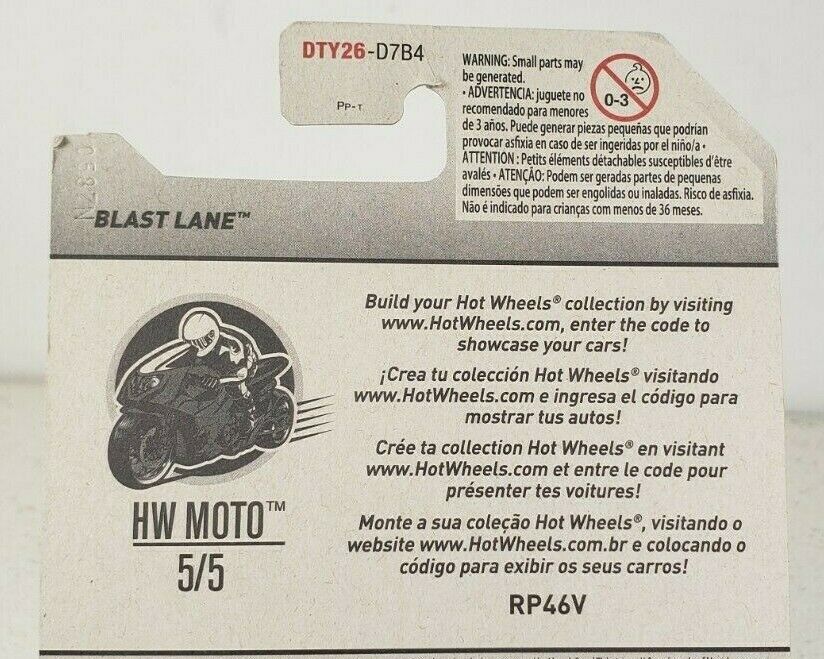 DTY26-D7B4
PP-T
WARNING: Small parts may
be generated.
• ADVERTENCIA: juguete no
recomendado para menores
de 3 años. Puede generar piezas pequeñas que podrían
provocar asfixia en caso de ser ingeridas por el niño/a •
ATTENTION : Petits éléments détachables susceptibles d'être
avalés • ATENÇÃO: Podem ser geradas partes de pequenas
dimensões que podem ser engolidas ou inaladas. Risco de asfixia.
Não é indicado para crianças com menos de 36 meses.
0-3
BLAST LANE™
Build your Hot Wheels® collection by visiting
www.HotWheels.com, enter the code to
showcase your cars!
¡Crea tu colección Hot Wheels® visitando
www.HotWheels.com e ingresa el código para
mostrar tus autos!
Crée ta collection Hot Wheels® en visitant
www.HotWheels.com et entre le code pour
présenter tes voitures!
Monte a sua coleção Hot Wheels®, visitando o
website www.HotWheels.com.br e colocando o
código para exibir os seus carros!
RP46V
HW MOTO™
5/5